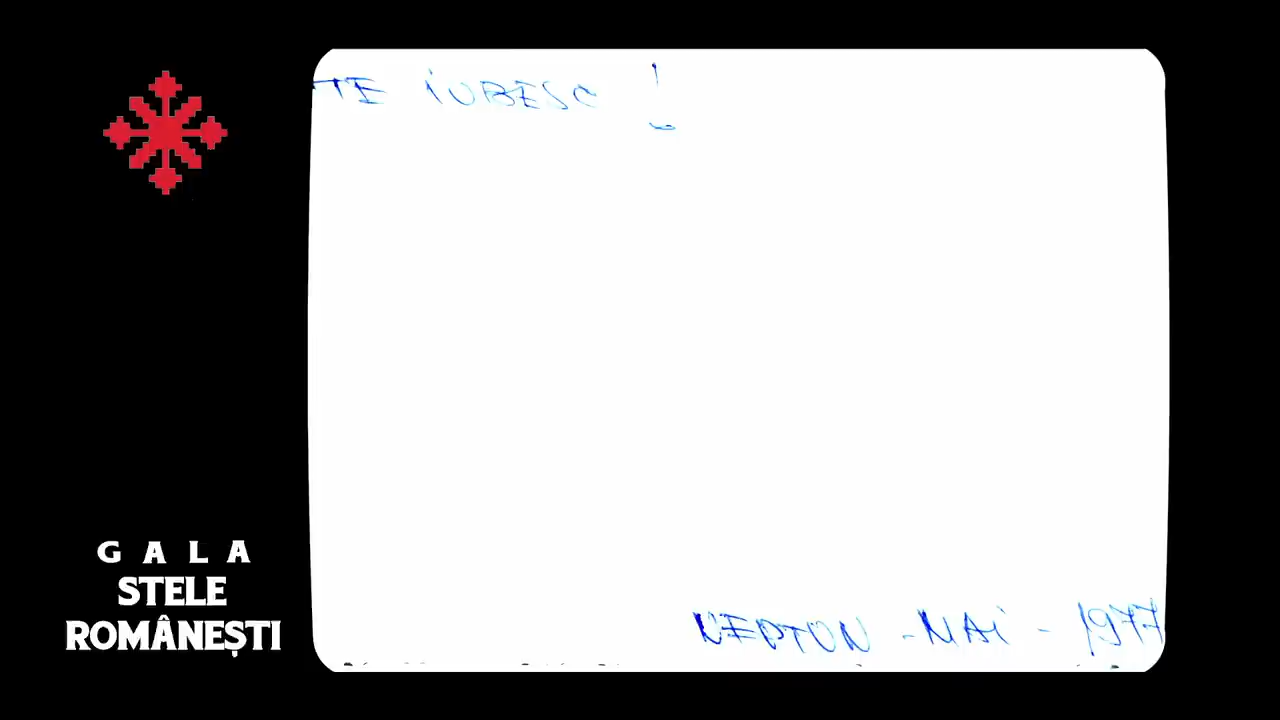 TE iUBESC !
NEPTUN - MAi - 1977
G A L A
STELE
ROMÂNEȘTI